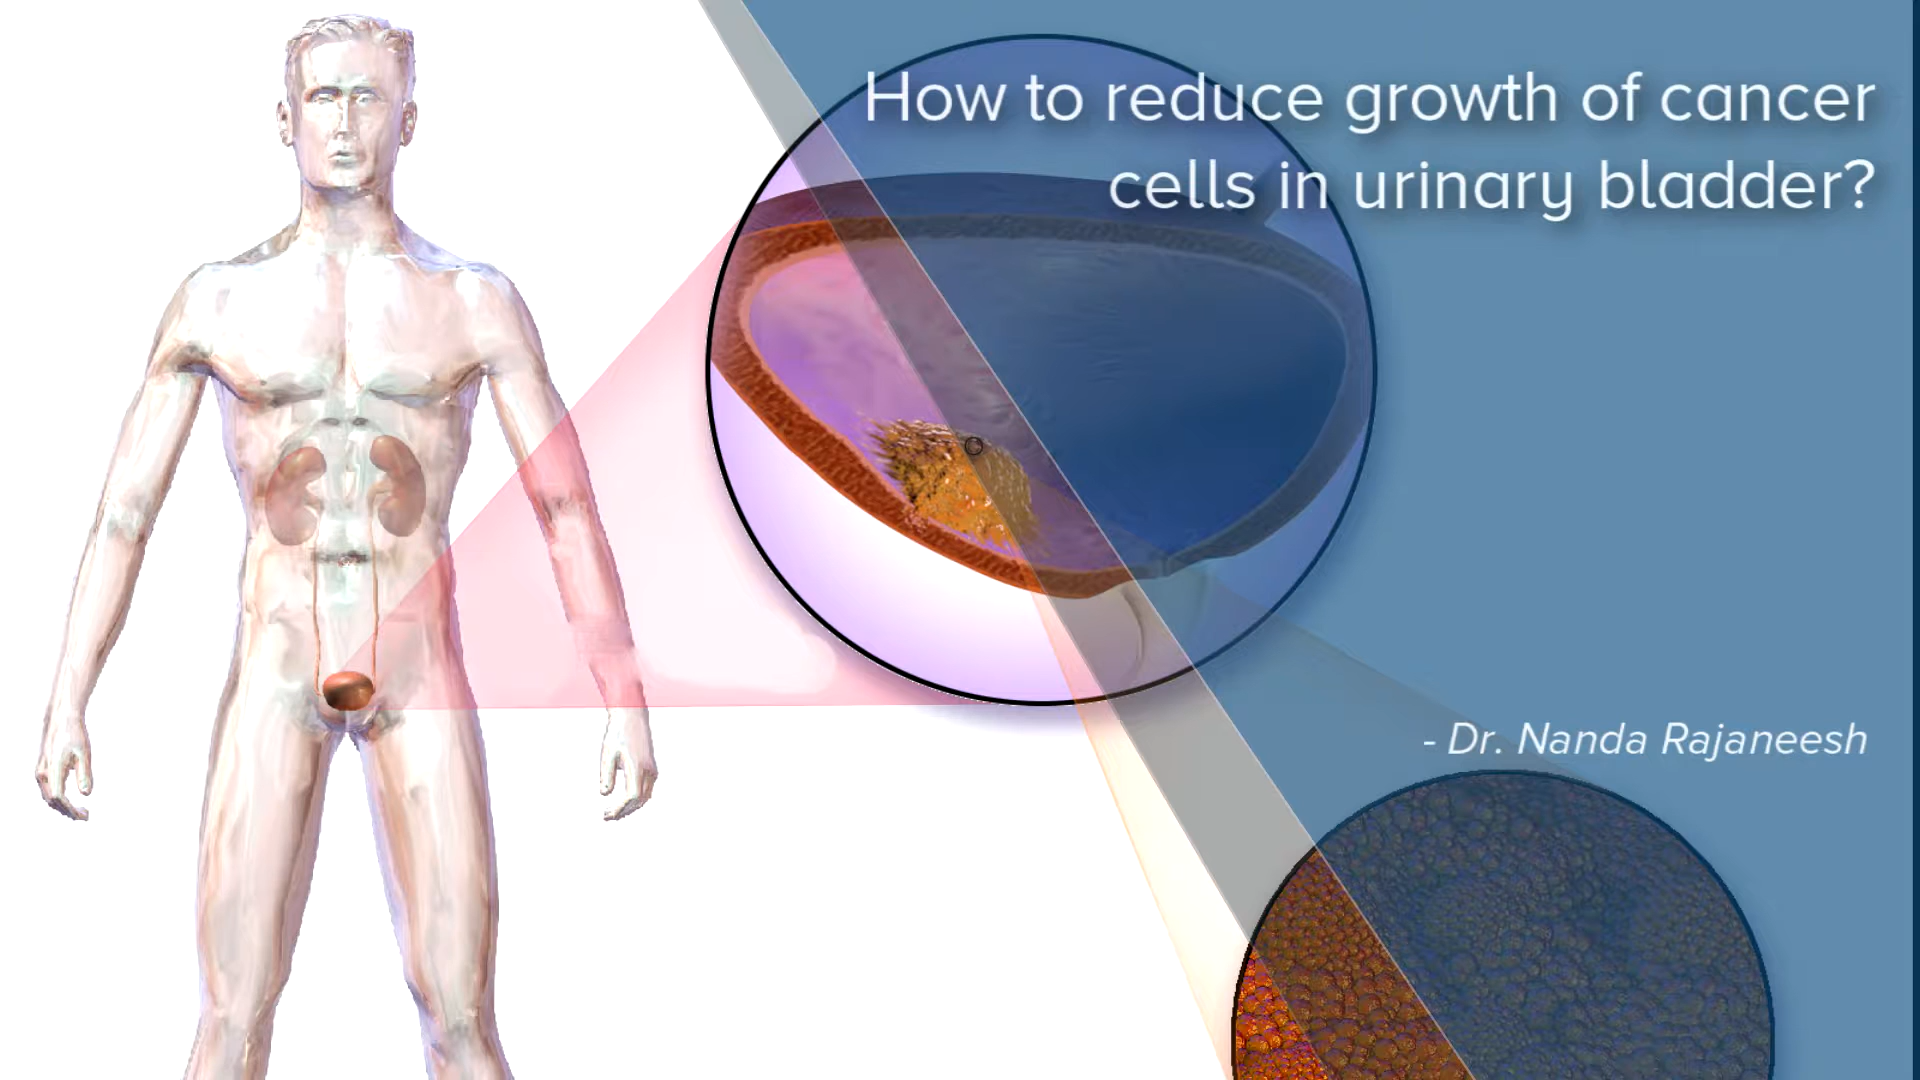 How to reduce growth of cancer
cells in urinary bladder?
- Dr. Nanda Rajaneesh